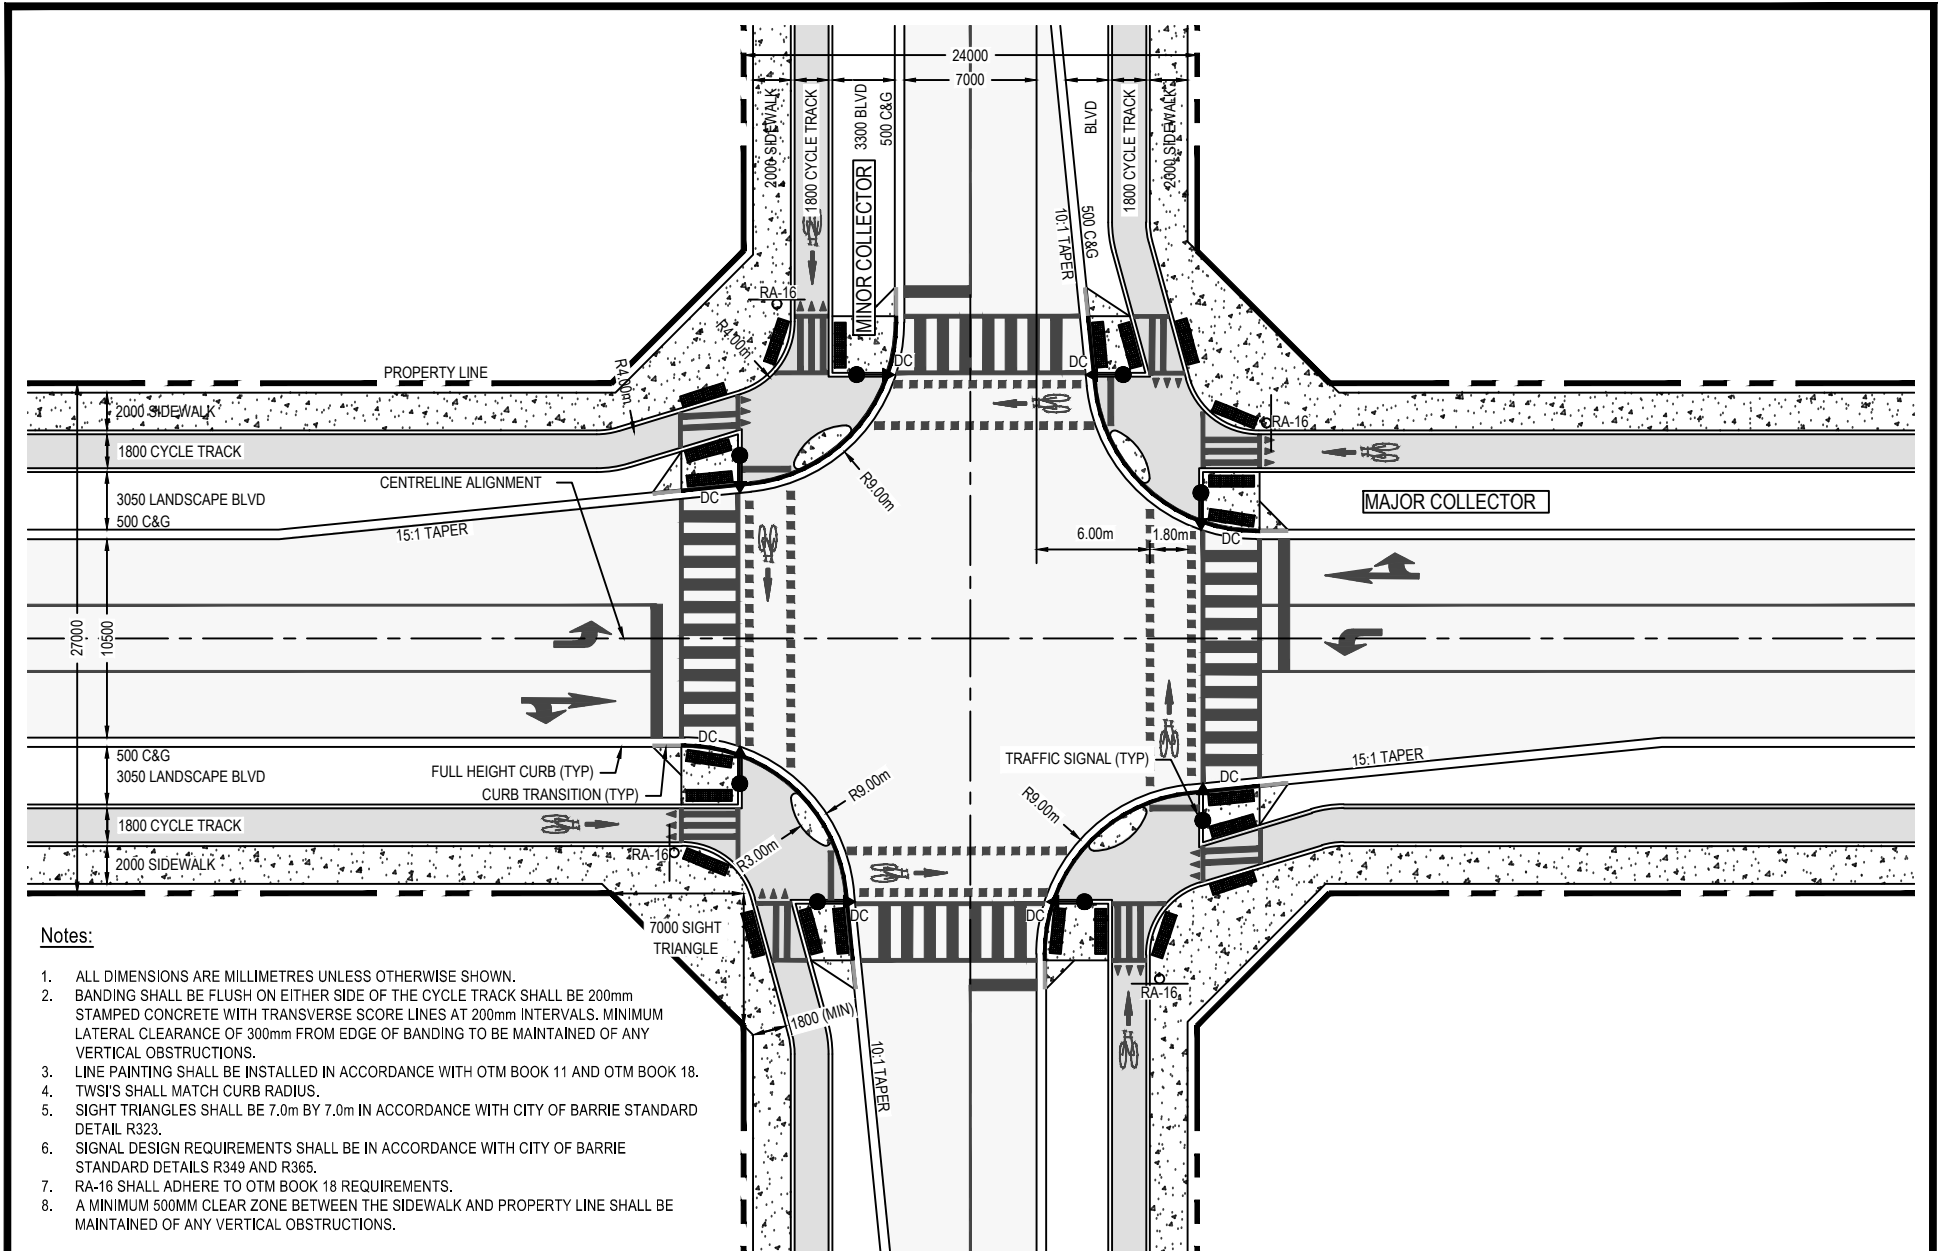 24000
7000
2000 SIDEWALK
1800 CYCLE TRACK
3300 BLVD
500 C&G
MINOR COLLECTOR
10:1 TAPER
500 C&G
BLVD
1800 CYCLE TRACK
2000 SIDEWALK
RA-16
R4.00m
R4.00m
DC
DC
PROPERTY LINE
2000 SIDEWALK
1800 CYCLE TRACK
CENTRELINE ALIGNMENT
3050 LANDSCAPE BLVD
500 C&G
15:1 TAPER
DC
R9.00m
RA-16
MAJOR COLLECTOR
6.00m
1.80m
DC
27000
10500
DC
500 C&G
3050 LANDSCAPE BLVD
FULL HEIGHT CURB (TYP)
CURB TRANSITION (TYP)
R9.00m
TRAFFIC SIGNAL (TYP)
R9.00m
DC
15:1 TAPER
1800 CYCLE TRACK
2000 SIDEWALK
RA-16
R3.00m
DC
DC
7000 SIGHT
TRIANGLE
RA-16
1800 (MIN)
10:1 TAPER
Notes:
1. ALL DIMENSIONS ARE MILLIMETRES UNLESS OTHERWISE SHOWN.
2. BANDING SHALL BE FLUSH ON EITHER SIDE OF THE CYCLE TRACK SHALL BE 200mm
STAMPED CONCRETE WITH TRANSVERSE SCORE LINES AT 200mm INTERVALS. MINIMUM
LATERAL CLEARANCE OF 300mm FROM EDGE OF BANDING TO BE MAINTAINED OF ANY
VERTICAL OBSTRUCTIONS.
3. LINE PAINTING SHALL BE INSTALLED IN ACCORDANCE WITH OTM BOOK 11 AND OTM BOOK 18.
4. TWSI'S SHALL MATCH CURB RADIUS.
5. SIGHT TRIANGLES SHALL BE 7.0m BY 7.0m IN ACCORDANCE WITH CITY OF BARRIE STANDARD
DETAIL R323.
6. SIGNAL DESIGN REQUIREMENTS SHALL BE IN ACCORDANCE WITH CITY OF BARRIE
STANDARD DETAILS R349 AND R365.
7. RA-16 SHALL ADHERE TO OTM BOOK 18 REQUIREMENTS.
8. A MINIMUM 500MM CLEAR ZONE BETWEEN THE SIDEWALK AND PROPERTY LINE SHALL BE
MAINTAINED OF ANY VERTICAL OBSTRUCTIONS.